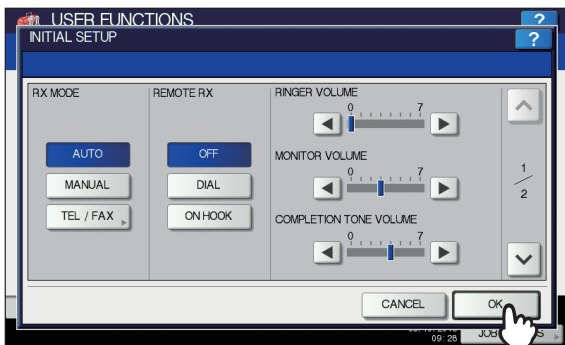 USER FUNCTIONS
?
INITIAL SETUP
?
RX MODE
AUTO
MANUAL
TEL / FAX
REMOTE RX
OFF
DIAL
ON HOOK
RINGER VOLUME
0 7
MONITOR VOLUME
0 7
COMPLETION TONE VOLUME
0 7
1
2
CANCEL
OK
09:28